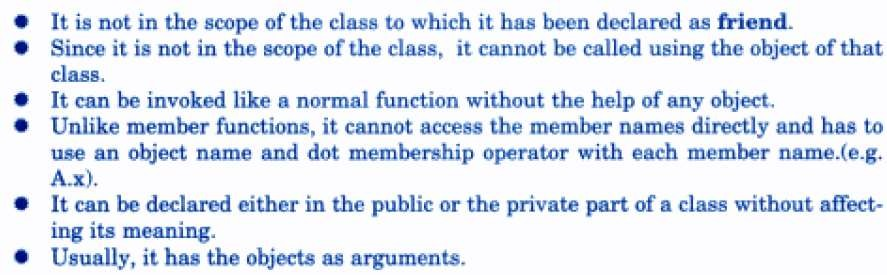 ● It is not in the scope of the class to which it has been declared as friend.
● Since it is not in the scope of the class, it cannot be called using the object of that
class.
● It can be invoked like a normal function without the help of any object.
● Unlike member functions, it cannot access the member names directly and has to
use an object name and dot membership operator with each member name.(e.g.
A.x).
● It can be declared either in the public or the private part of a class without affect-
ing its meaning.
● Usually, it has the objects as arguments.